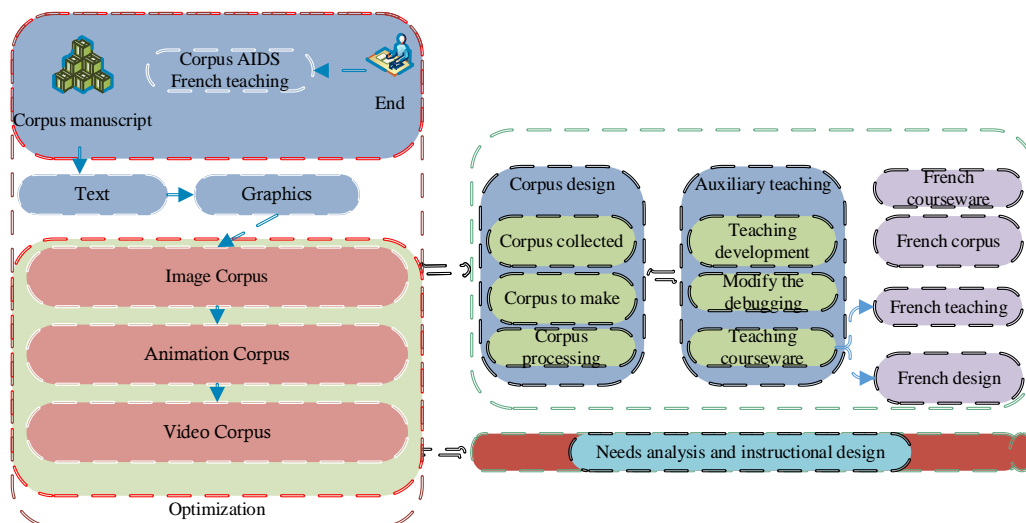 Corpus AIDS
French teaching
End
Corpus manuscript
Text
Graphics
Image Corpus
Animation Corpus
Video Corpus
Optimization
Corpus design
Corpus collected
Corpus to make
Corpus
processing
Auxiliary teaching
Teaching
development
Modify the
debugging
Teaching
courseware
French
courseware
French corpus
French teaching
French design
Needs analysis and instructional design